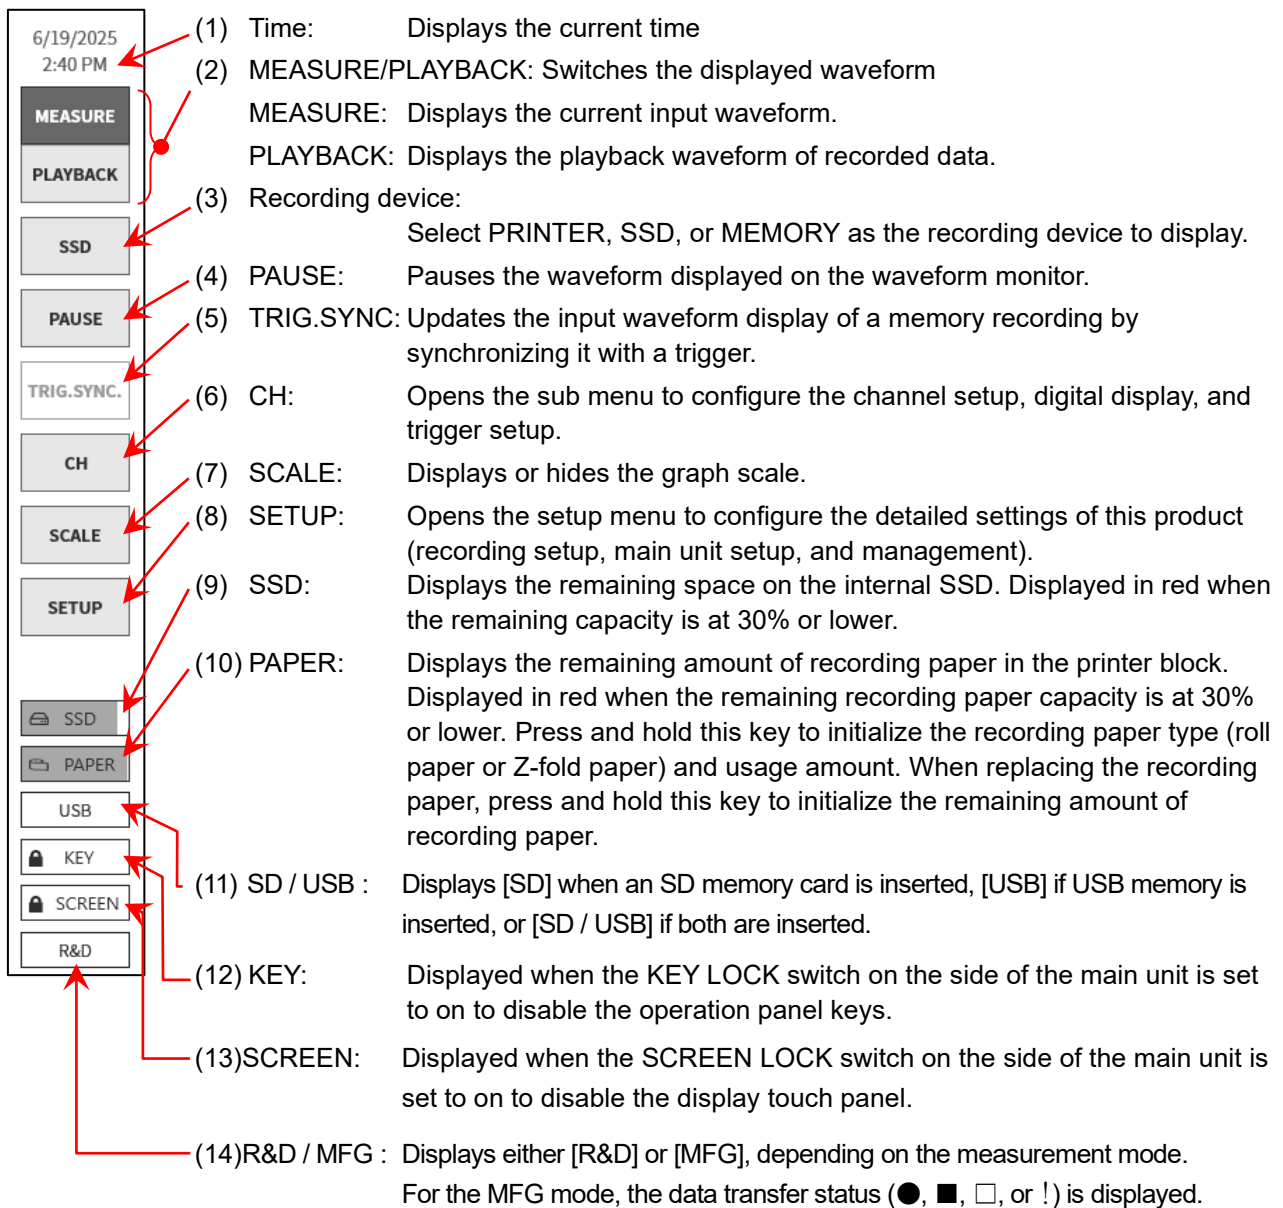 6/19/2025
2:40 PM
MEASURE
PLAYBACK
SSD
PAUSE
TRIG.SYNC.
CH
SCALE
SETUP
SSD
PAPER
USB
KEY
SCREEN
R&D
(1) Time: Displays the current time
(2) MEASURE/PLAYBACK: Switches the displayed waveform
MEASURE: Displays the current input waveform.
PLAYBACK: Displays the playback waveform of recorded data.
(3) Recording device:
Select PRINTER, SSD, or MEMORY as the recording device to display.
(4) PAUSE: Pauses the waveform displayed on the waveform monitor.
(5) TRIG.SYNC: Updates the input waveform display of a memory recording by
synchronizing it with a trigger.
(6) CH: Opens the sub menu to configure the channel setup, digital display, and
trigger setup.
(7) SCALE: Displays or hides the graph scale.
(8) SETUP: Opens the setup menu to configure the detailed settings of this product
(recording setup, main unit setup, and management).
(9) SSD: Displays the remaining space on the internal SSD. Displayed in red when
the remaining capacity is at 30% or lower.
(10) PAPER: Displays the remaining amount of recording paper in the printer block.
Displayed in red when the remaining recording paper capacity is at 30%
or lower. Press and hold this key to initialize the recording paper type (roll
paper or Z-fold paper) and usage amount. When replacing the recording
paper, press and hold this key to initialize the remaining amount of
recording paper.
(11) SD / USB : Displays [SD] when an SD memory card is inserted, [USB] if USB memory is
inserted, or [SD / USB] if both are inserted.
(12) KEY: Displayed when the KEY LOCK switch on the side of the main unit is set
to on to disable the operation panel keys.
(13)SCREEN: Displayed when the SCREEN LOCK switch on the side of the main unit is
set to on to disable the display touch panel.
(14)R&D / MFG : Displays either [R&D] or [MFG], depending on the measurement mode.
For the MFG mode, the data transfer status (●, ■, □, or !) is displayed.